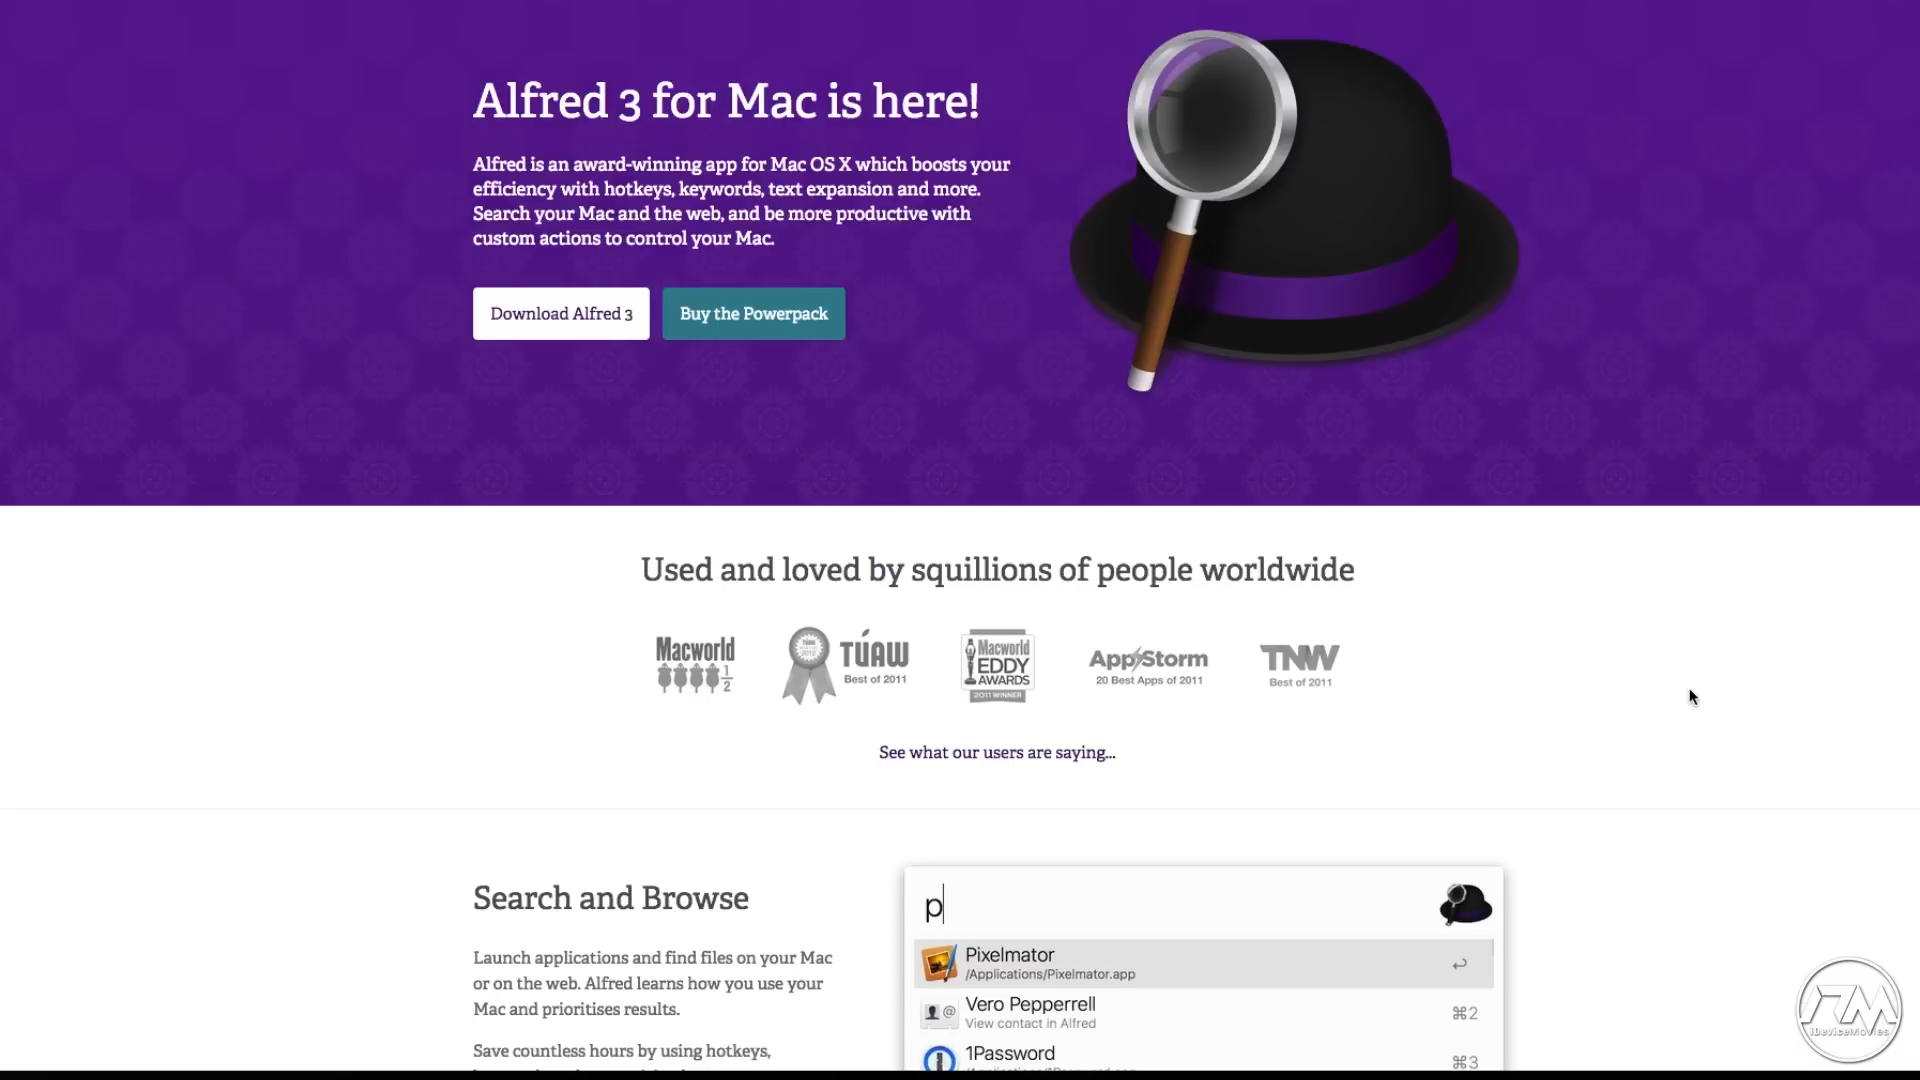 Alfred 3 for Mac is here!
Alfred is an award-winning app for Mac OS X which boosts your
efficiency with hotkeys, keywords, text expansion and more.
Search your Mac and the web, and be more productive with
custom actions to control your Mac.
Download Alfred 3
Buy the Powerpack
Used and loved by squillions of people worldwide
Macworld
1/2
TUAW
Best of 2011
Macworld
EDDY
AWARDS
2011 WINNER
AppStorm
20 Best Apps of 2011
TNW
Best of 2011
See what our users are saying...
Search and Browse
Launch applications and find files on your Mac
or on the web. Alfred learns how you use your
Mac and prioritises results.
Save countless hours by using hotkeys,
p
Pixelmator
/Applications/Pixelmator.app
↩
Vero Pepperrell
View contact in Alfred
⌘2
1Password
⌘3
iDeviceMovies